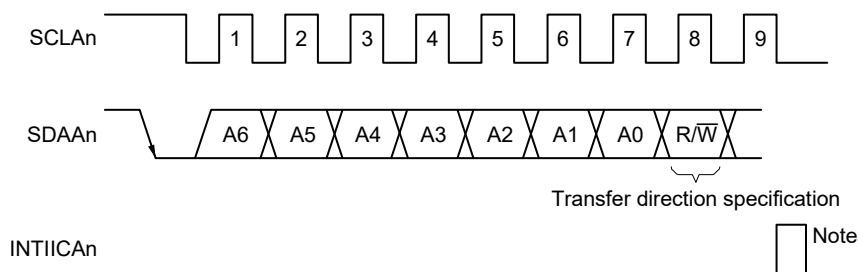 SCLAn 1 2 3 4 5 6 7 8 9
SDAAn A6 A5 A4 A3 A2 A1 A0 R/W̅
Transfer direction specification
INTIICAn Note